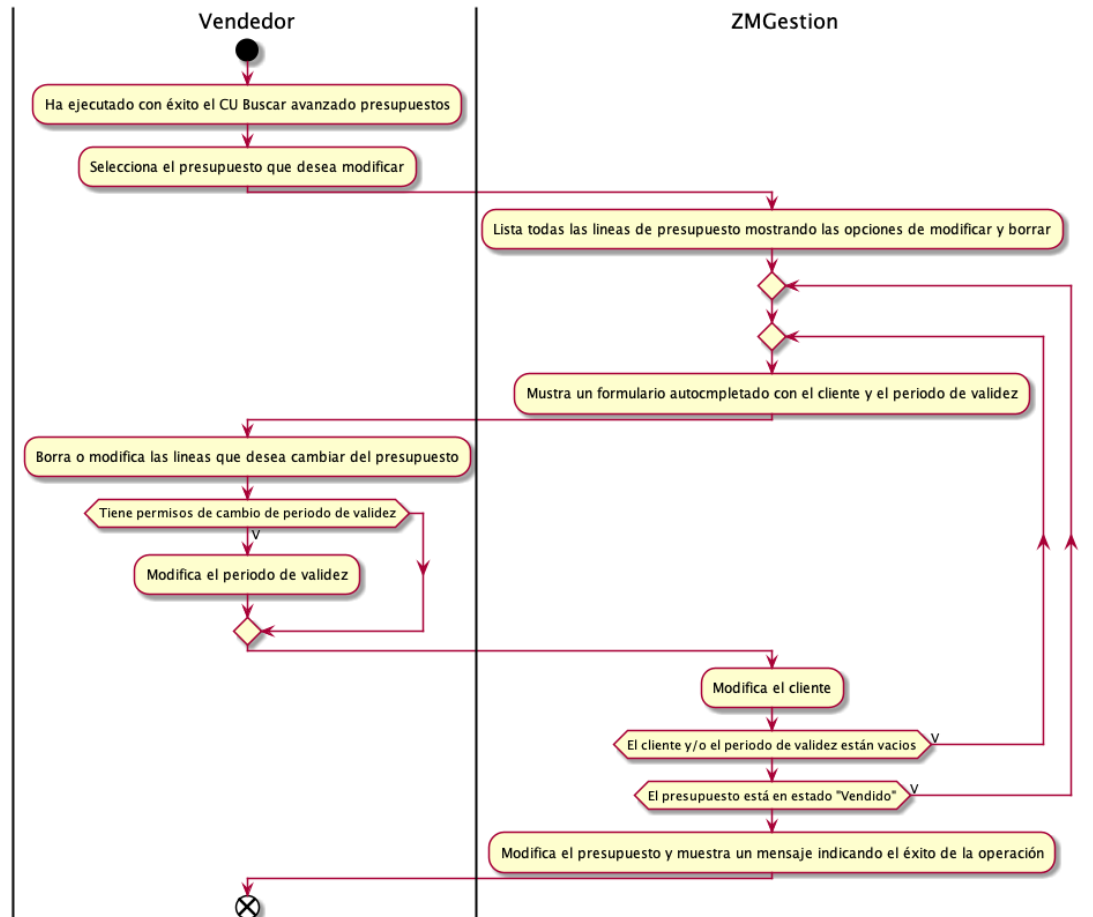 Vendedor
ZMGestion
Ha ejecutado con éxito el CU Buscar avanzado presupuestos
Selecciona el presupuesto que desea modificar
Lista todas las lineas de presupuesto mostrando las opciones de modificar y borrar
Mustra un formulario autocmpletado con el cliente y el periodo de validez
Borra o modifica las lineas que desea cambiar del presupuesto
Tiene permisos de cambio de periodo de validez
V
Modifica el periodo de validez
Modifica el cliente
El cliente y/o el periodo de validez están vacios
V
El presupuesto está en estado "Vendido"
V
Modifica el presupuesto y muestra un mensaje indicando el éxito de la operación